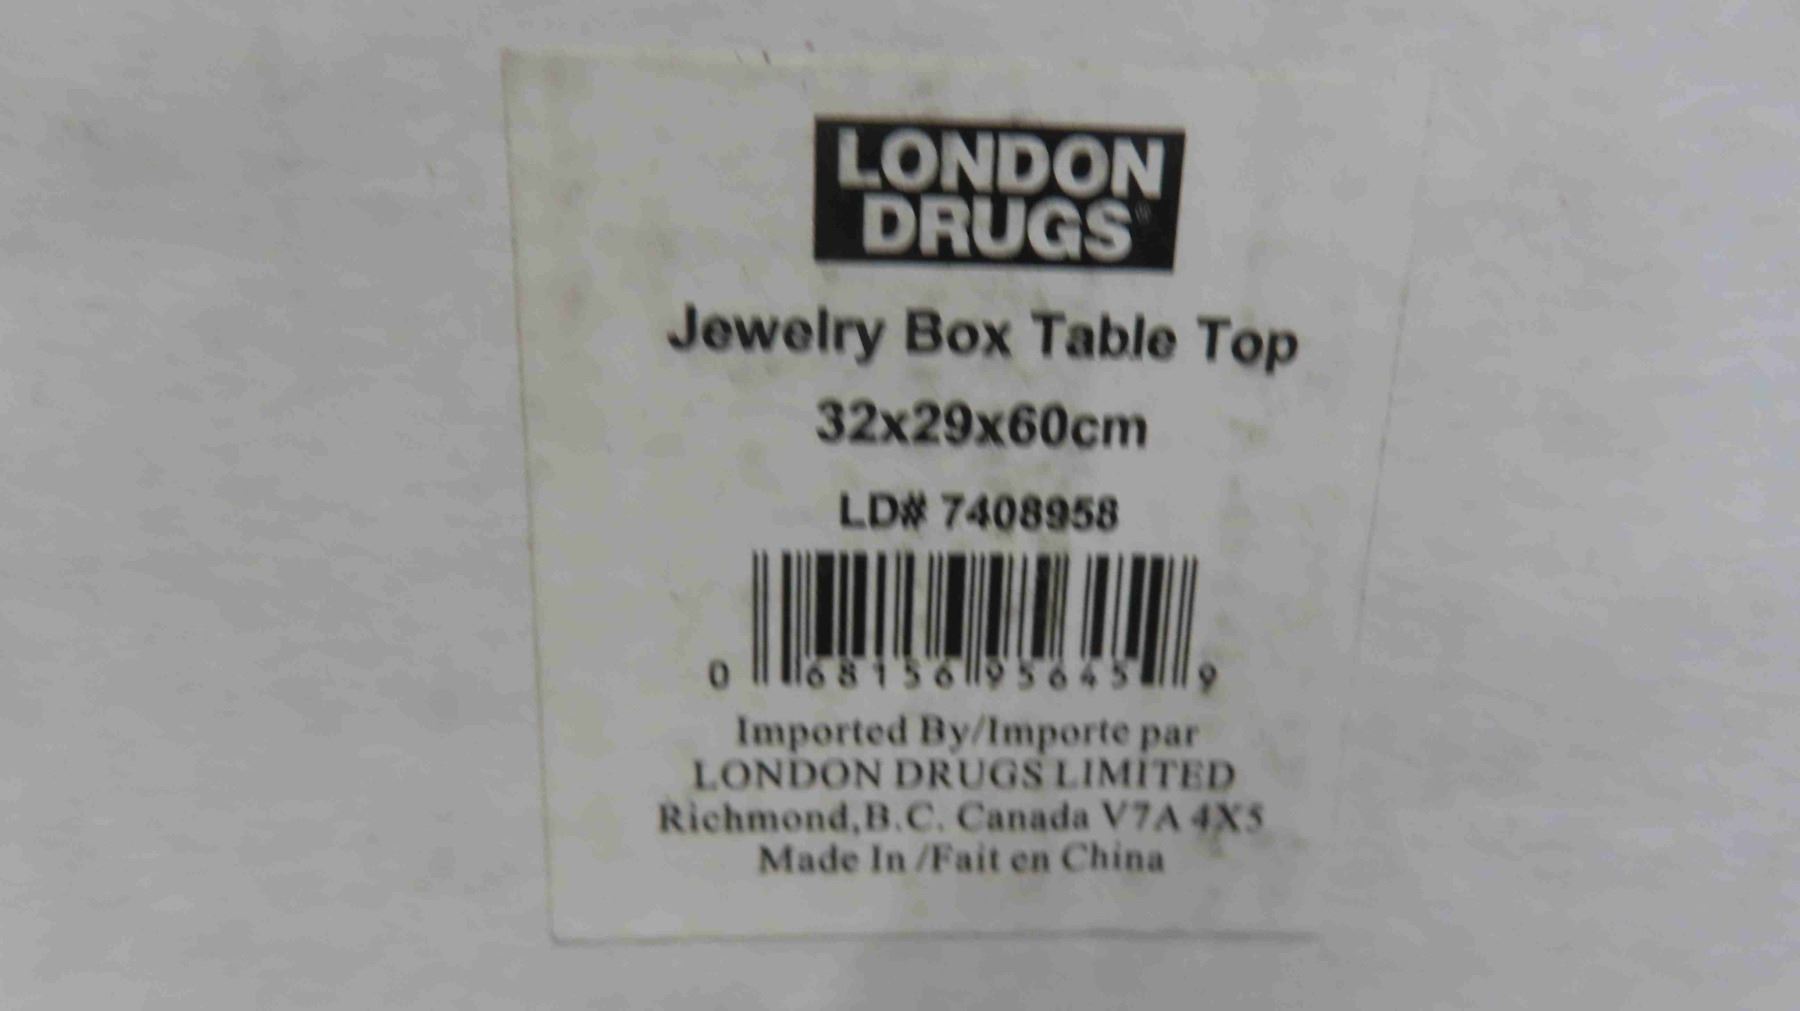 LONDON
DRUGS®
Jewelry Box Table Top
32x29x60cm
LD# 7408958
0 68156 95645 9
Imported By/Importe par
LONDON DRUGS LIMITED
Richmond,B.C. Canada V7A 4X5
Made In /Fait en China